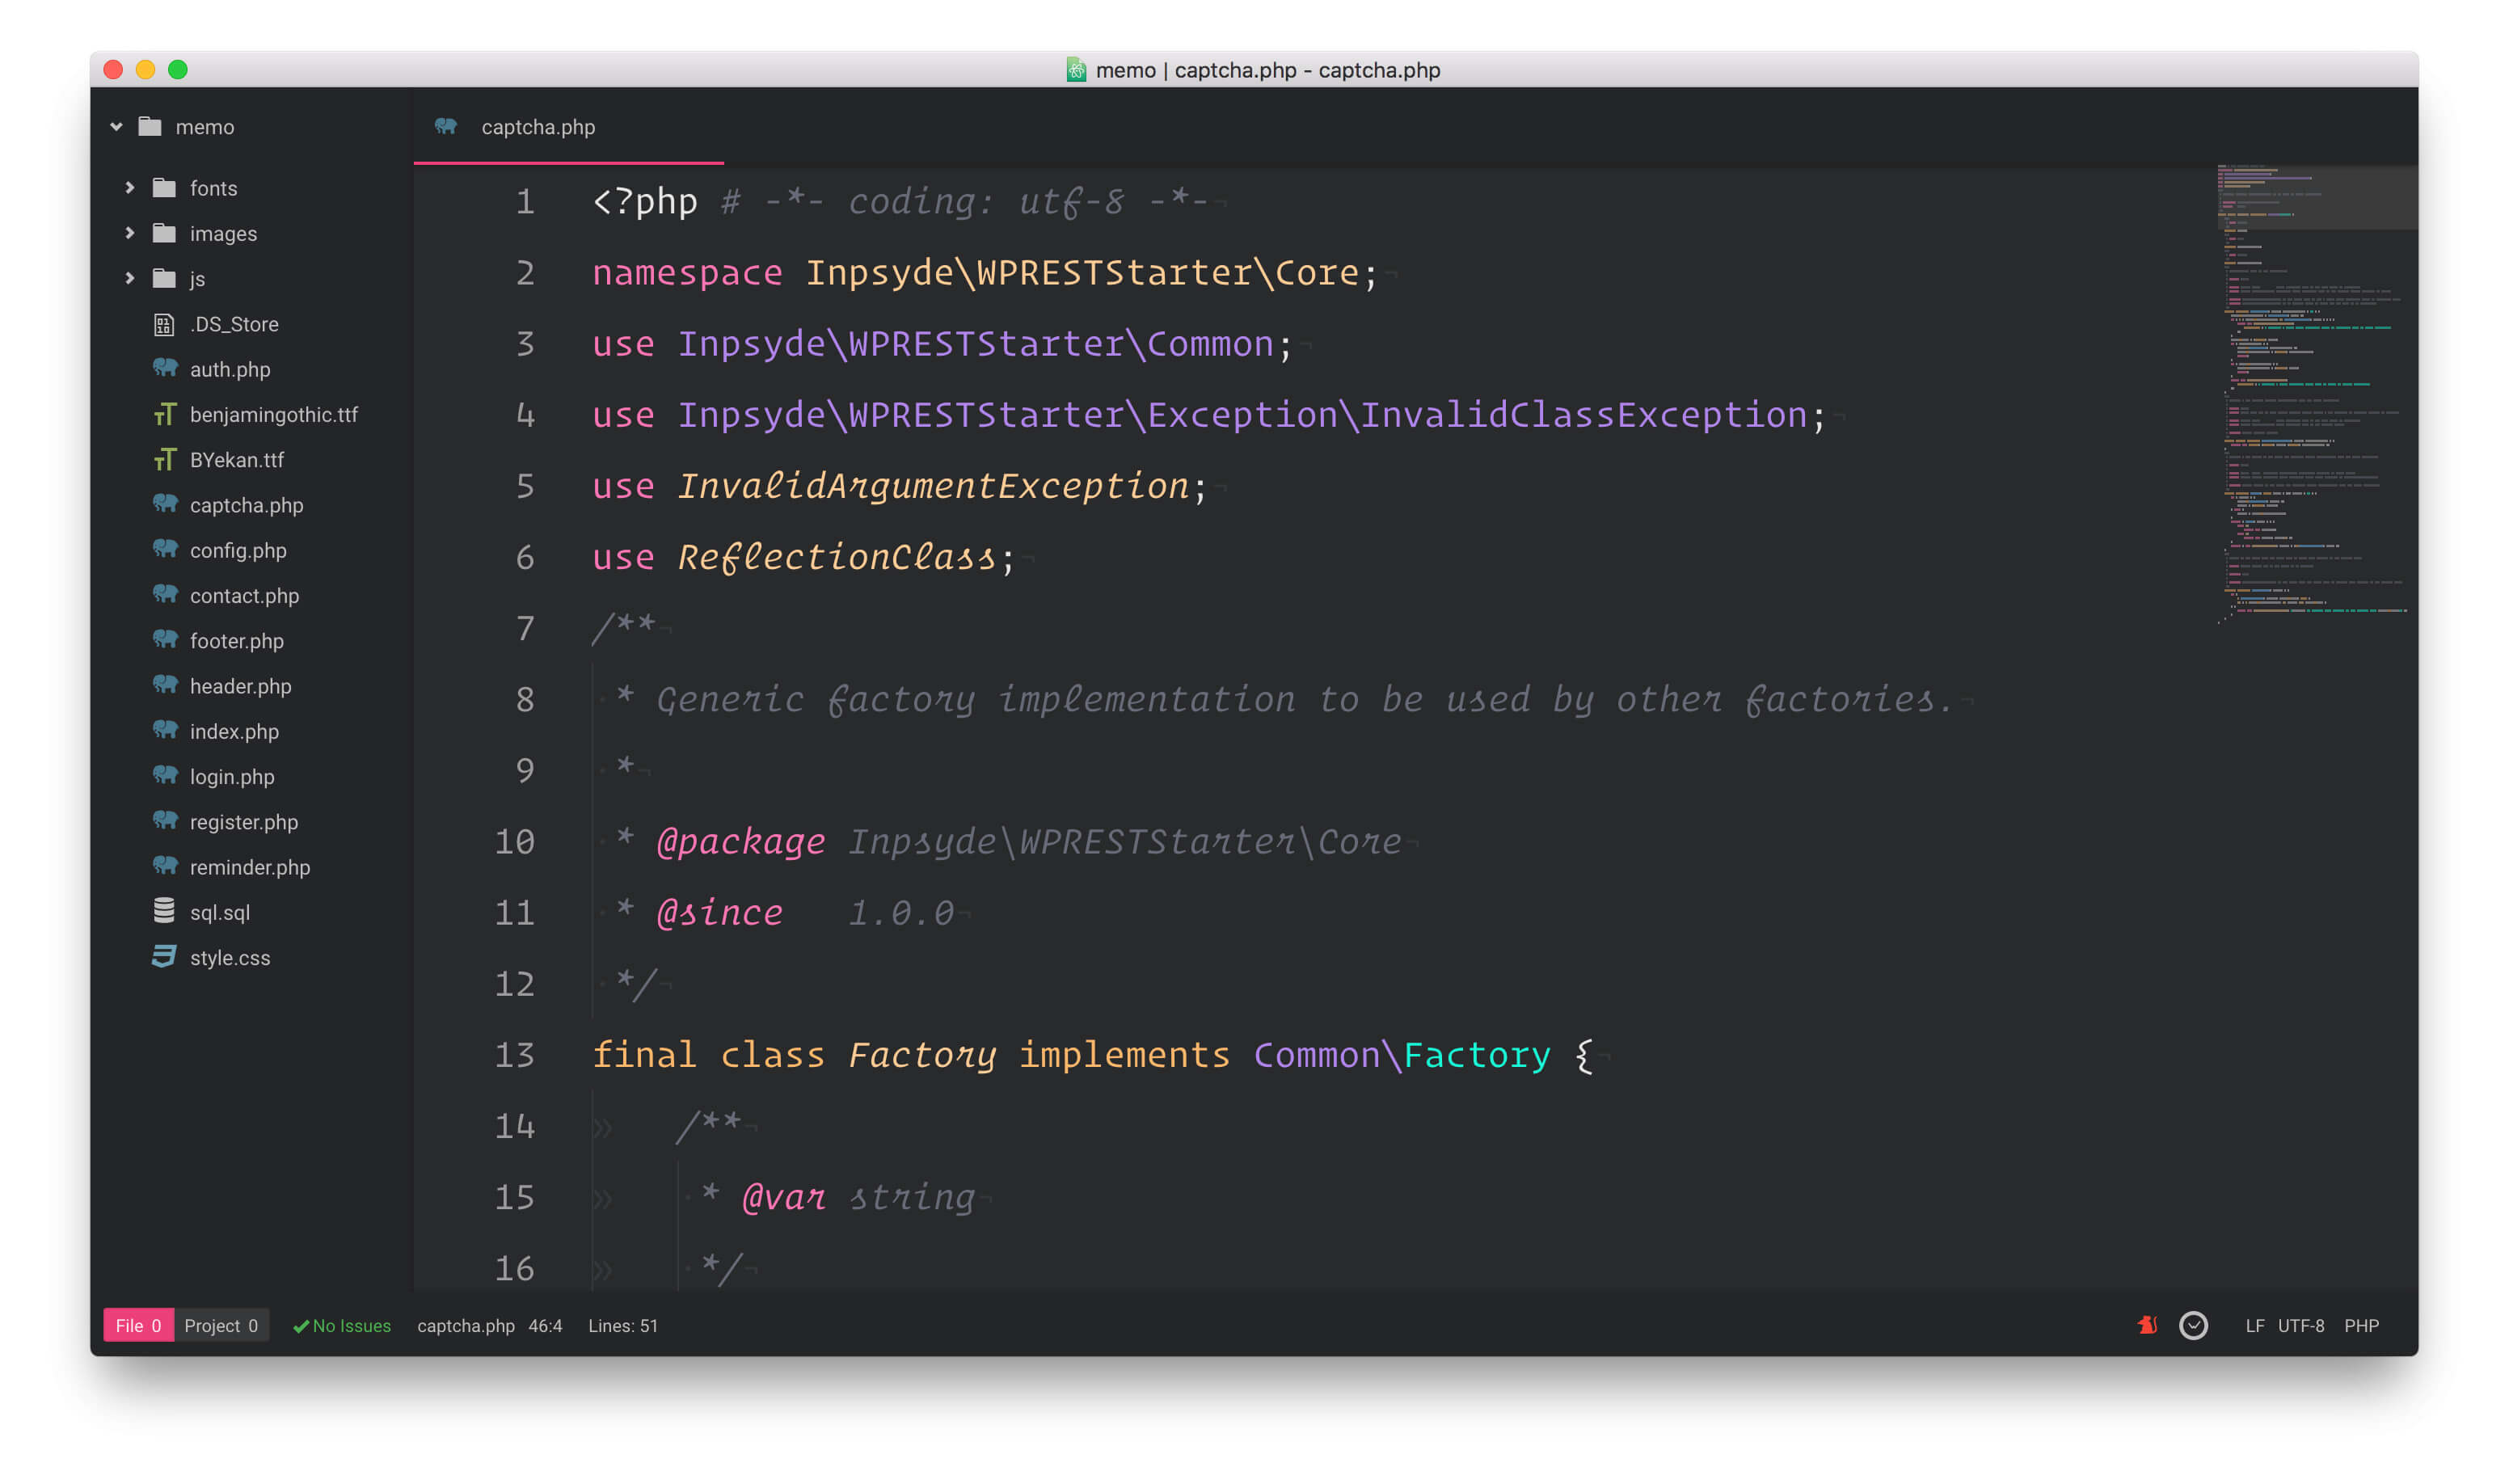 memo | captcha.php - captcha.php
memo
fonts
images
js
.DS_Store
auth.php
benjamingothic.ttf
BYekan.ttf
captcha.php
config.php
contact.php
footer.php
header.php
index.php
login.php
register.php
reminder.php
sql.sql
style.css
captcha.php
1 <?php # -*- coding: utf-8 -*-
2 namespace Inpsyde\WPRESTStarter\Core;
3 use Inpsyde\WPRESTStarter\Common;
4 use Inpsyde\WPRESTStarter\Exception\InvalidClassException;
5 use InvalidArgumentException;
6 use ReflectionClass;
7 /**
8 * Generic factory implementation to be used by other factories.
9 *
10 * @package Inpsyde\WPRESTStarter\Core
11 * @since 1.0.0
12 */
13 final class Factory implements Common\Factory {
14 /**
15 * @var string
16 */
File 0 Project 0 No Issues captcha.php 46:4 Lines: 51 LF UTF-8 PHP